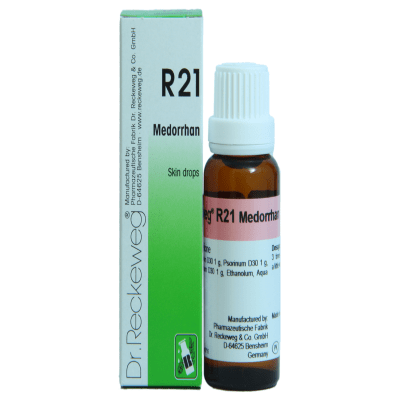 R21
Medorrhan
Skin drops
Dr.Reckeweg®
Manufactured by:
Pharmazeutische Fabrik Dr. Reckeweg & Co. GmbH
D-64625 Bensheim · www.reckeweg.de
eg® R21 Medorrhan
D30 1 g, Psorinum D30 1 g,
D30 1 g, Ethanolum, Aqua
Manufactured by:
Pharmazeutische Fabrik
Dr. Reckeweg & Co. GmbH
D-64625 Bensheim
Germany